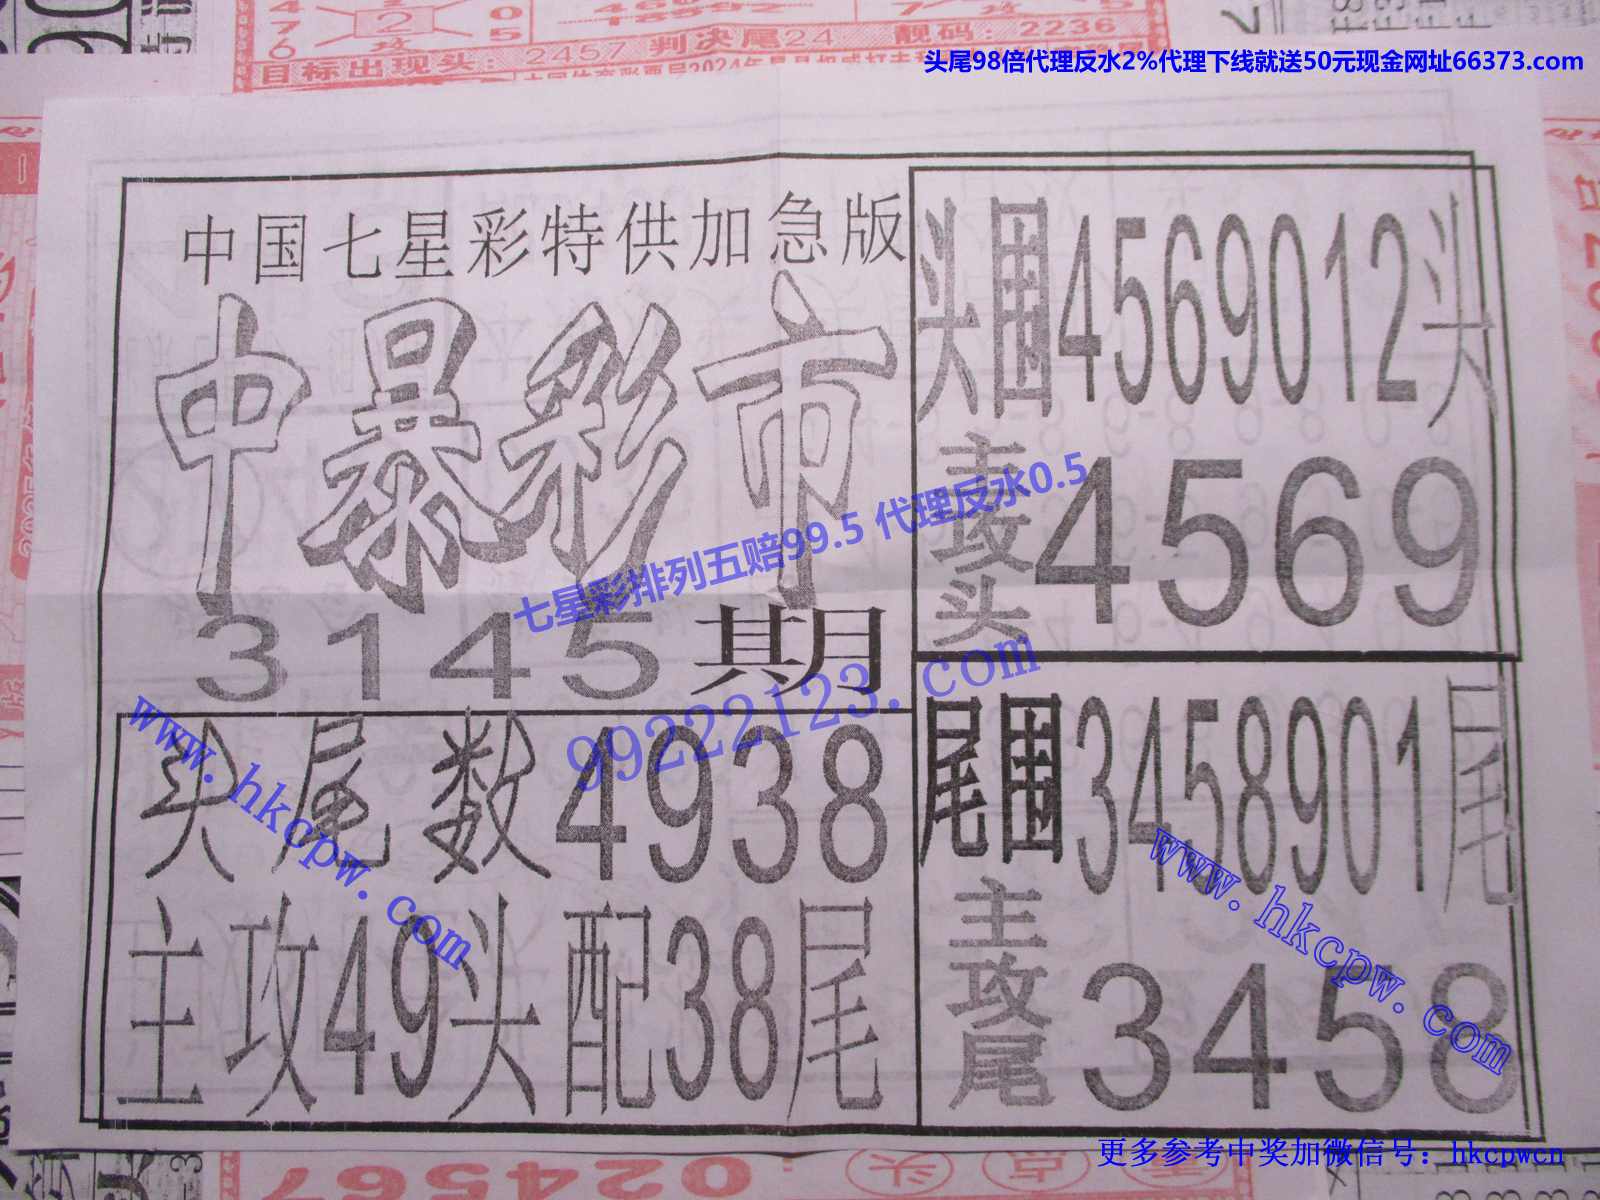 2457 判决尾24 靓码：2236
目标出现头：
头尾98倍代理反水2%代理下线就送50元现金网址66373.com
中国七星彩特供加急版
中暴彩市
3145期
七星彩排列五赔99.5 代理反水0.5
99222123.com
头尾数4938
主攻49头配38尾
www.hkcpw.com
头围4569012头
主攻头4569
尾围3458901尾
主攻尾3458
www.hkcpw.com
更多参考中奖加微信号：hkcpwcn
024567
头
点